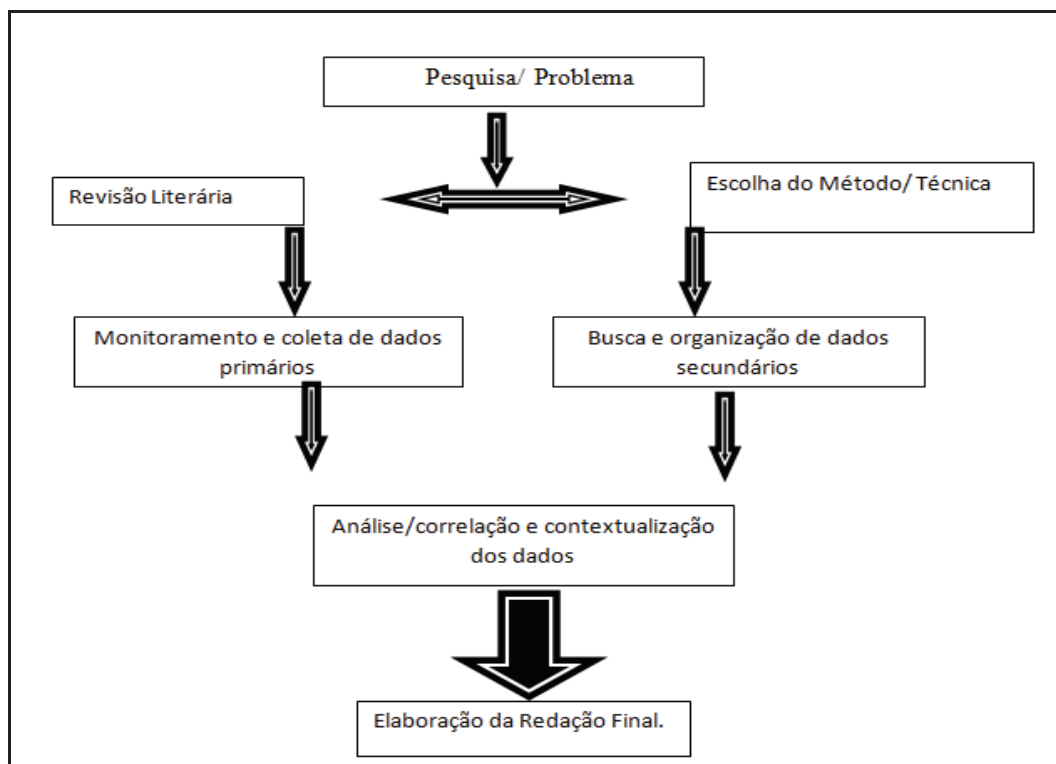 Pesquisa/ Problema
Revisão Literária
Escolha do Método/ Técnica
Monitoramento e coleta de dados
primários
Busca e organização de dados
secundários
Análise/correlação e contextualização
dos dados
Elaboração da Redação Final.